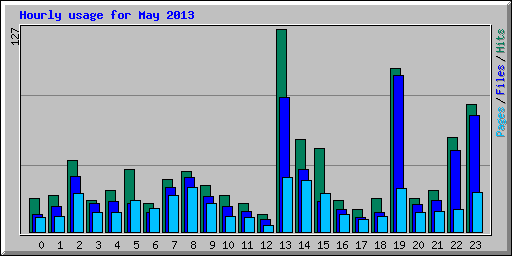 Hourly usage for May 2013
127
Pages/Files/Hits
0 1 2 3 4 5 6 7 8 9 10 11 12 13 14 15 16 17 18 19 20 21 22 23